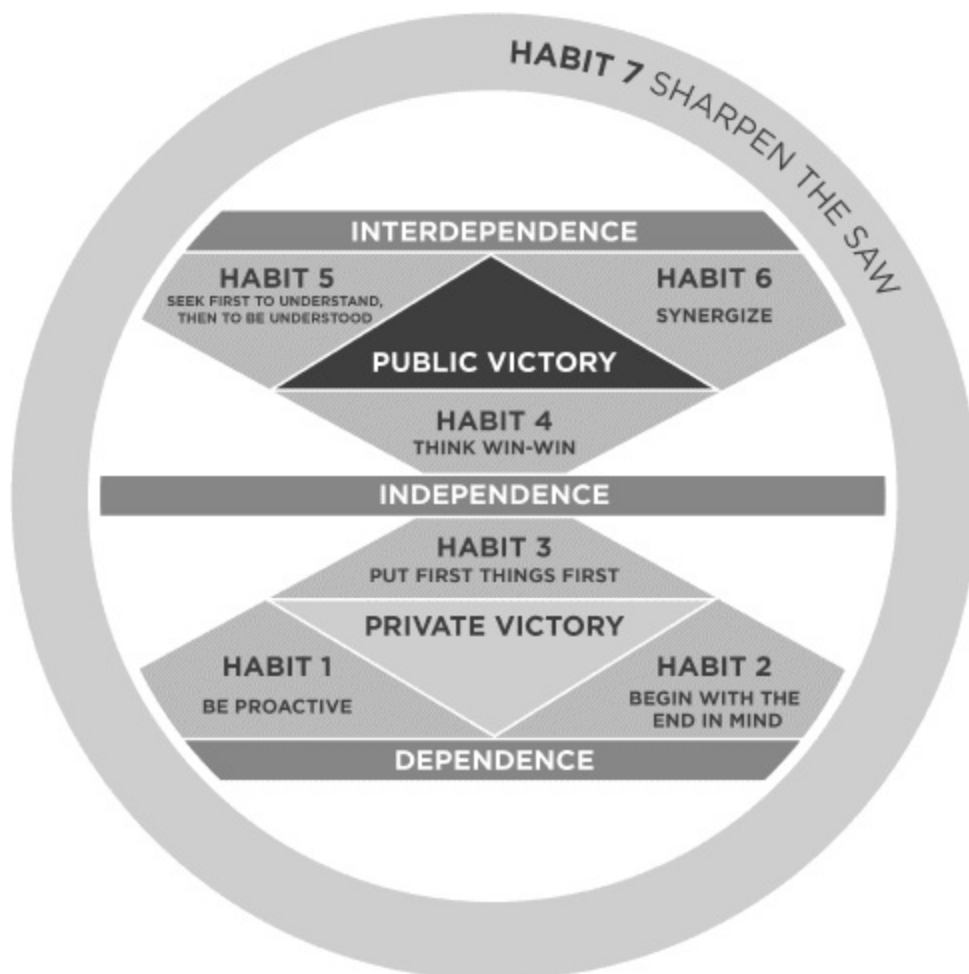 HABIT 7 SHARPEN THE SAW
INTERDEPENDENCE
HABIT 5
SEEK FIRST TO UNDERSTAND,
THEN TO BE UNDERSTOOD
HABIT 6
SYNERGIZE
PUBLIC VICTORY
HABIT 4
THINK WIN-WIN
INDEPENDENCE
HABIT 3
PUT FIRST THINGS FIRST
PRIVATE VICTORY
HABIT 1
BE PROACTIVE
HABIT 2
BEGIN WITH THE
END IN MIND
DEPENDENCE